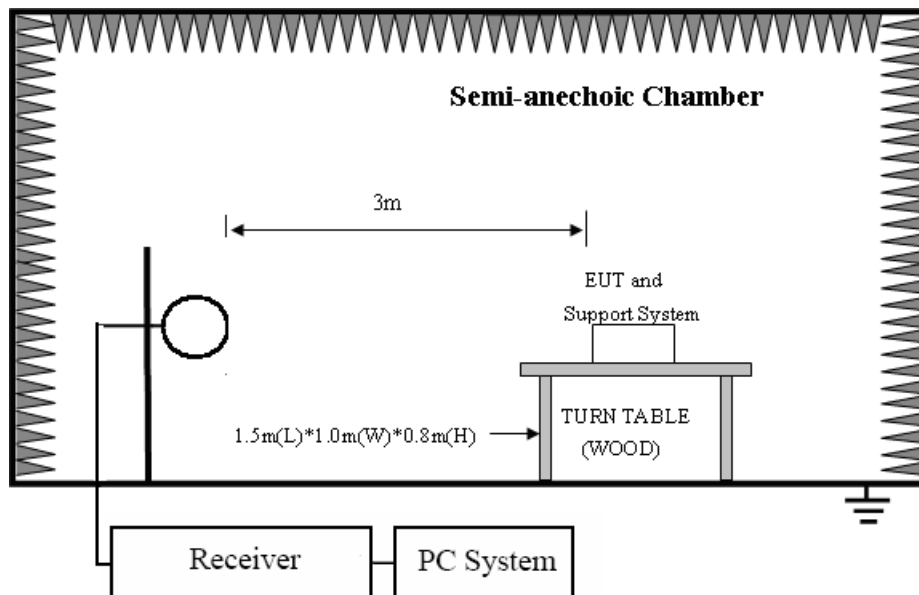 Semi-anechoic Chamber
3m
EUT and
Support System
1.5m(L)*1.0m(W)*0.8m(H)
TURN TABLE
(WOOD)
Receiver
PC System